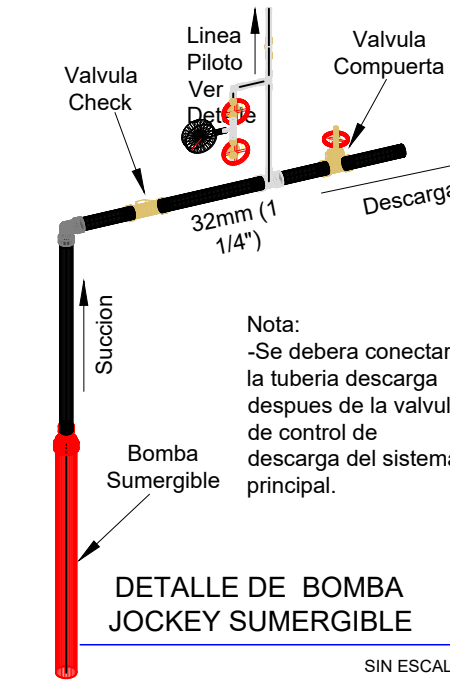 Linea
Piloto
Ver
Detalle
Valvula
Compuerta
Valvula
Check
32mm (1
1/4")
Descarga
Succion
Nota:
-Se debera conectar
la tuberia descarga
despues de la valvul
de control de
descarga del sistema
principal.
Bomba
Sumergible
DETALLE DE BOMBA
JOCKEY SUMERGIBLE
SIN ESCAL